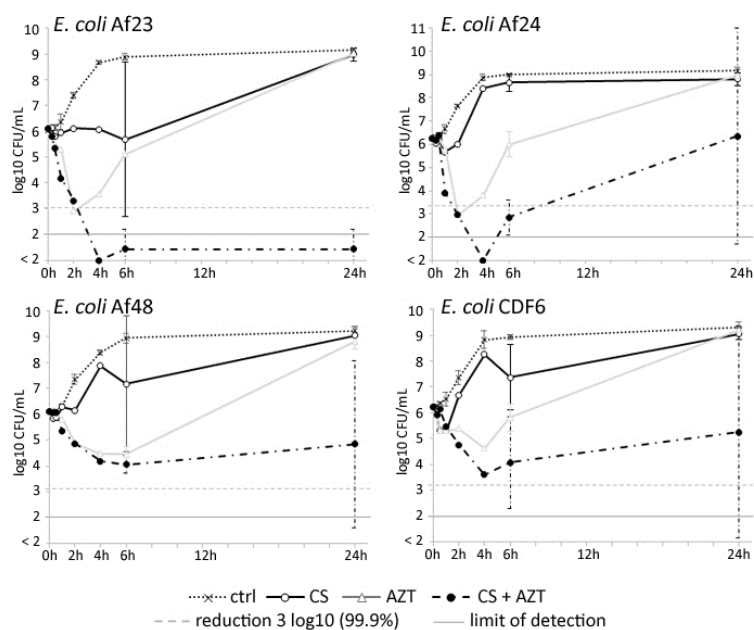 E. coli Af23
E. coli Af24
10
9
8
7
6
5
4
3
2
< 2
log10 CFU/mL
0h 2h 4h 6h 12h 24h
11
10
9
8
7
6
5
4
3
2
< 2
log10 CFU/mL
0h 2h 4h 6h 12h 24h
E. coli Af48
E. coli CDF6
10
9
8
7
6
5
4
3
2
< 2
log10 CFU/mL
0h 2h 4h 6h 12h 24h
10
9
8
7
6
5
4
3
2
< 2
log10 CFU/mL
0h 2h 4h 6h 12h 24h
ctrl CS AZT CS + AZT
reduction 3 log10 (99.9%) limit of detection